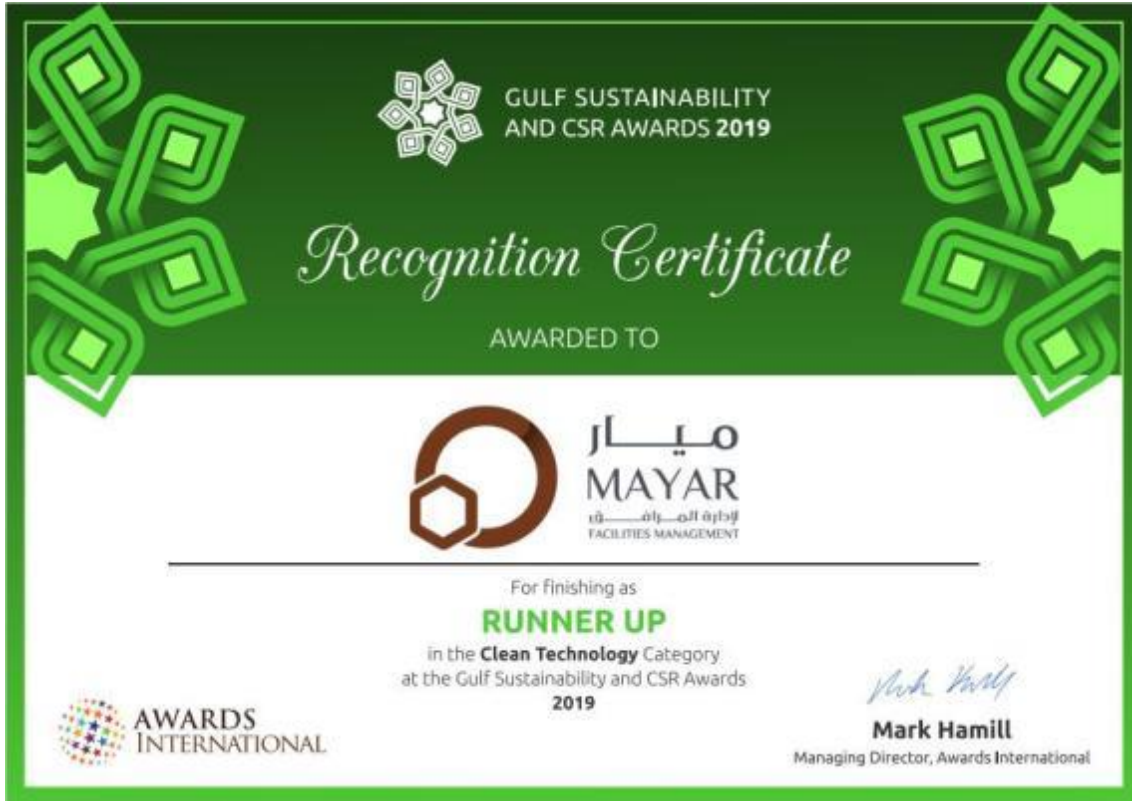 GULF SUSTAINABILITY
AND CSR AWARDS 2019
Recognition Certificate
AWARDED TO
ميار
MAYAR
لإدارة المرافق
FACILITIES MANAGEMENT
For finishing as
RUNNER UP
in the Clean Technology Category
at the Gulf Sustainability and CSR Awards
2019
AWARDS
INTERNATIONAL
Mark Hamill
Managing Director, Awards International